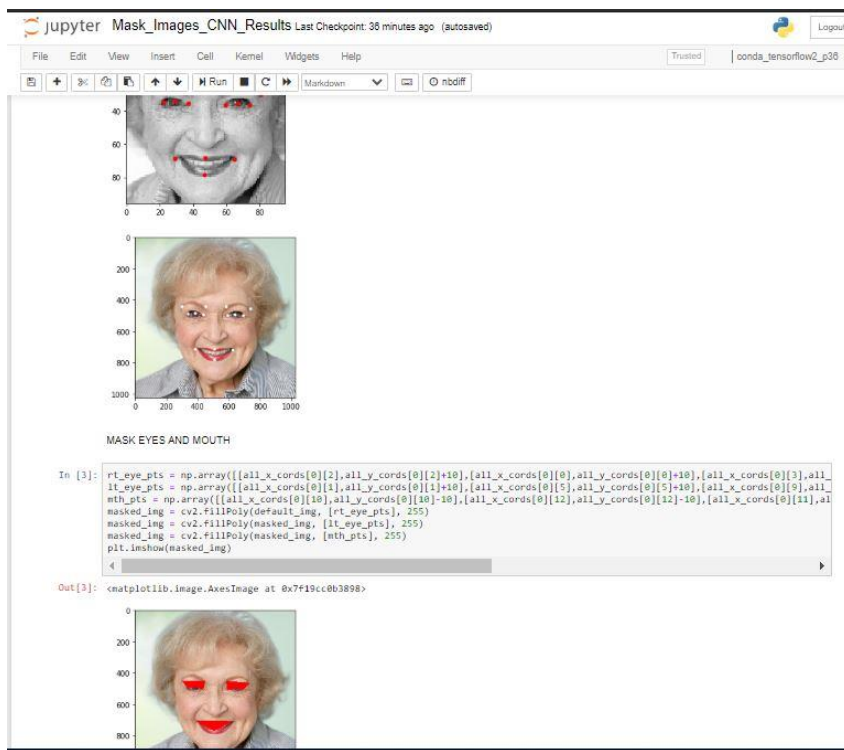 jupyter Mask_Images_CNN_Results Last Checkpoint: 36 minutes ago (autosaved)
Logout
File Edit View Insert Cell Kernel Widgets Help
Trusted
conda_tensorflow2_p36
Run
Markdown
nbdiff
40
60
80
0 20 40 60 80
0
200
400
600
800
1000
0 200 400 600 800 1000
MASK EYES AND MOUTH
In [3]:
rt_eye_pts = np.array([[all_x_cords[0][2],all_y_cords[0][2]+10],[all_x_cords[0][0],all_y_cords[0][0]+10],[all_x_cords[0][3],all_
lt_eye_pts = np.array([[all_x_cords[0][1],all_y_cords[0][1]+10],[all_x_cords[0][5],all_y_cords[0][5]+10],[all_x_cords[0][9],all_
mth_pts = np.array([[all_x_cords[0][10],all_y_cords[0][10]-10],[all_x_cords[0][12],all_y_cords[0][12]-10],[all_x_cords[0][11],al
masked_img = cv2.fillPoly(default_img, [rt_eye_pts], 255)
masked_img = cv2.fillPoly(masked_img, [lt_eye_pts], 255)
masked_img = cv2.fillPoly(masked_img, [mth_pts], 255)
plt.imshow(masked_img)
Out[3]: <matplotlib.image.AxesImage at 0x7f19cc0b3898>
0
200
400
600
800